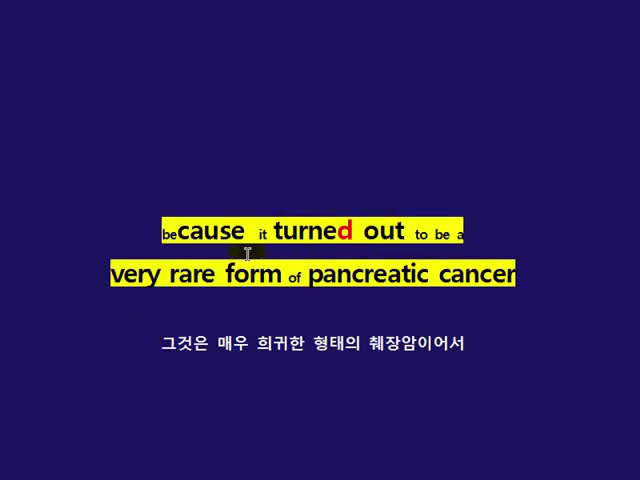 because it turned out to be a
very rare form of pancreatic cancer
그것은 매우 희귀한 형태의 췌장암이어서